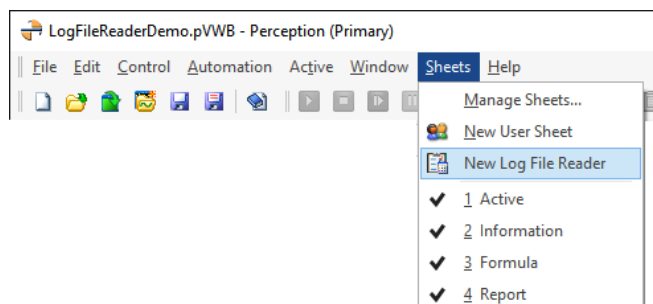 LogFileReaderDemo.pVWB - Perception (Primary)
File Edit Control Automation Active Window Sheets Help
Manage Sheets...
New User Sheet
New Log File Reader
1 Active
2 Information
3 Formula
4 Report